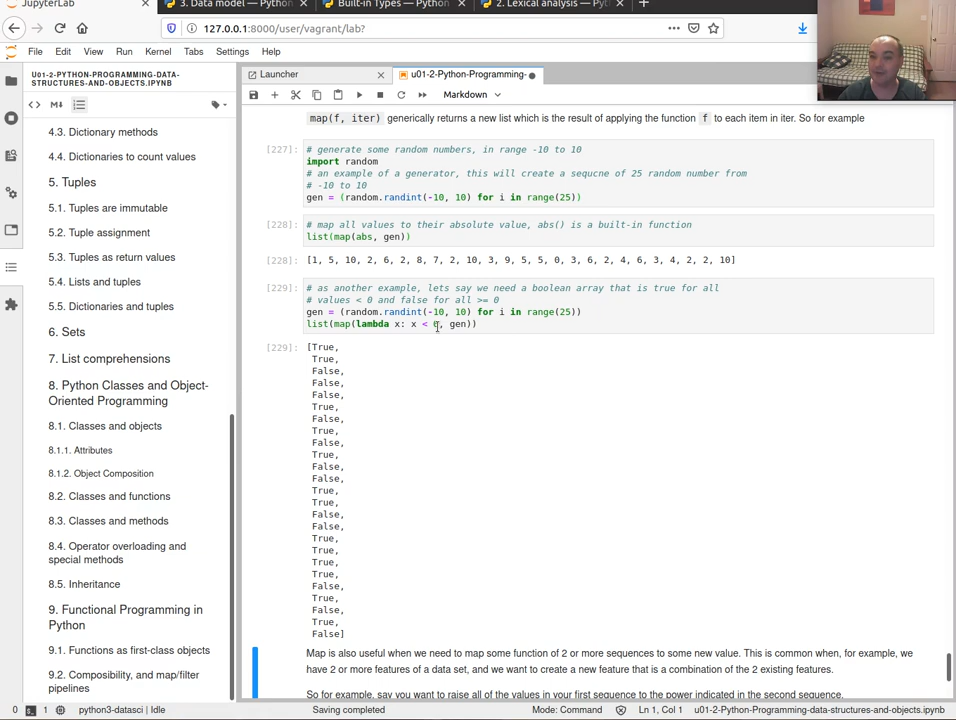 JupyterLab
3. Data model — Python
Built-in Types — Python
2. Lexical analysis — Pyt
127.0.0.1:8000/user/vagrant/lab?
File Edit View Run Kernel Tabs Settings Help
U01-2-PYTHON-PROGRAMMING-DATA-
STRUCTURES-AND-OBJECTS.IPYNB
4.3. Dictionary methods
4.4. Dictionaries to count values
5. Tuples
5.1. Tuples are immutable
5.2. Tuple assignment
5.3. Tuples as return values
5.4. Lists and tuples
5.5. Dictionaries and tuples
6. Sets
7. List comprehensions
8. Python Classes and Object-
Oriented Programming
8.1. Classes and objects
8.1.1. Attributes
8.1.2. Object Composition
8.2. Classes and functions
8.3. Classes and methods
8.4. Operator overloading and
special methods
8.5. Inheritance
9. Functional Programming in
Python
9.1. Functions as first-class objects
9.2. Composibility, and map/filter
pipelines
Launcher
u01-2-Python-Programming-
Markdown
map(f, iter) generically returns a new list which is the result of applying the function f to each item in iter. So for example
[227]:
# generate some random numbers, in range -10 to 10
import random
# an example of a generator, this will create a sequcne of 25 random number from
# -10 to 10
gen = (random.randint(-10, 10) for i in range(25))
[228]:
# map all values to their absolute value, abs() is a built-in function
list(map(abs, gen))
[228]:
[1, 5, 10, 2, 6, 2, 8, 7, 2, 10, 3, 9, 5, 5, 0, 3, 6, 2, 4, 6, 3, 4, 2, 2, 10]
[229]:
# as another example, lets say we need a boolean array that is true for all
# values < 0 and false for all >= 0
gen = (random.randint(-10, 10) for i in range(25))
list(map(lambda x: x < 0, gen))
[229]:
[True,
True,
False,
False,
False,
True,
False,
True,
False,
True,
False,
False,
True,
True,
False,
False,
True,
True,
True,
True,
False,
True,
False,
True,
False]
Map is also useful when we need to map some function of 2 or more sequences to some new value. This is common when, for example, we
have 2 or more features of a data set, and we want to create a new feature that is a combination of the 2 existing features.
So for example, say you want to raise all of the values in your first sequence to the power indicated in the second sequence.
0 1 python3-datasci | Idle Saving completed Mode: Command Ln 1, Col 1 u01-2-Python-Programming-data-structures-and-objects.ipynb